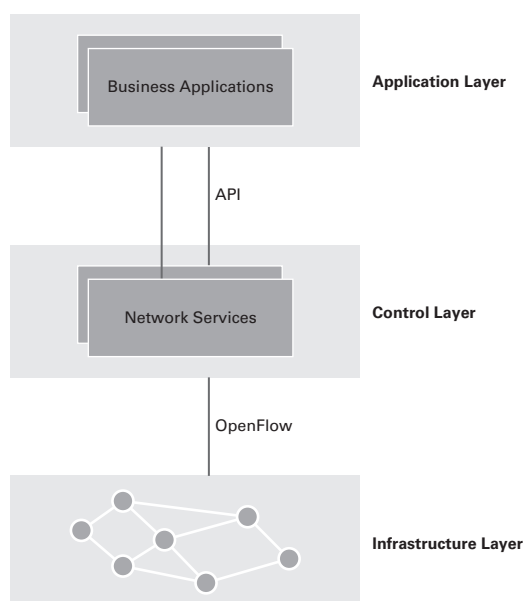 Business Applications
Application Layer
API
Network Services
Control Layer
OpenFlow
Infrastructure Layer